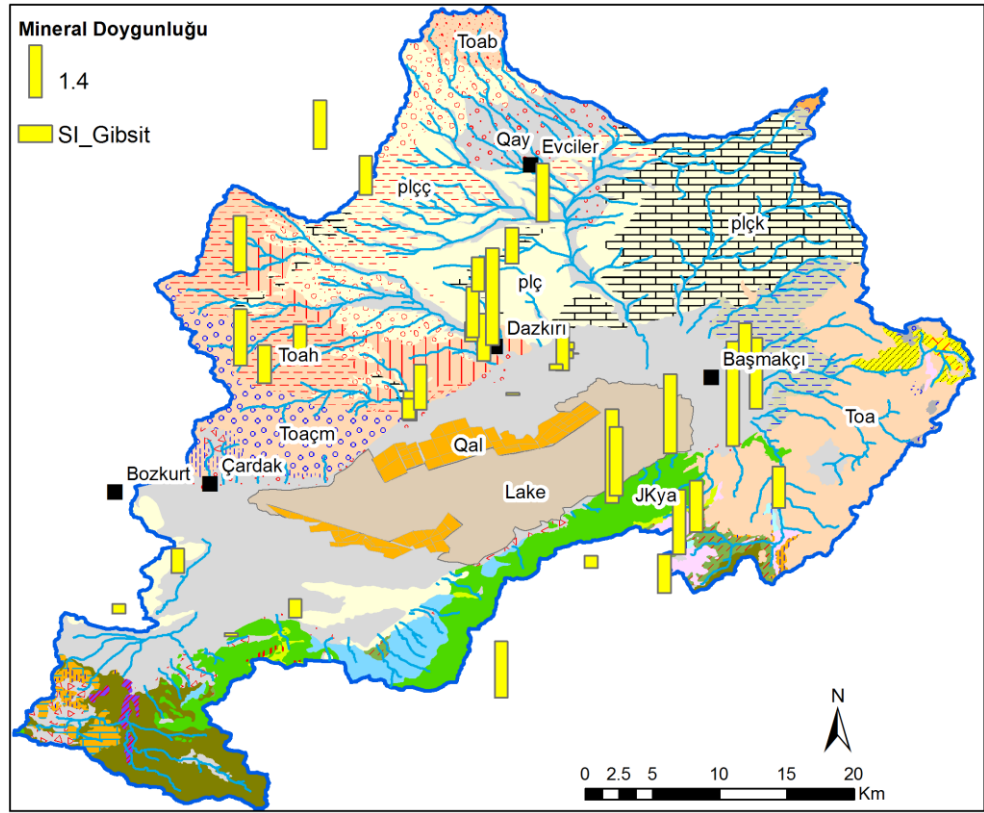 Mineral Doygunluğu
1.4
SI_Gibsit
Toab
Qay
Evciler
plçç
plçk
plç
Dazkırı
Toah
Başmakçı
Toa
Toaçm
Qal
Bozkurt
Çardak
Lake
JKya
N
0 2.5 5 10 15 20
Km